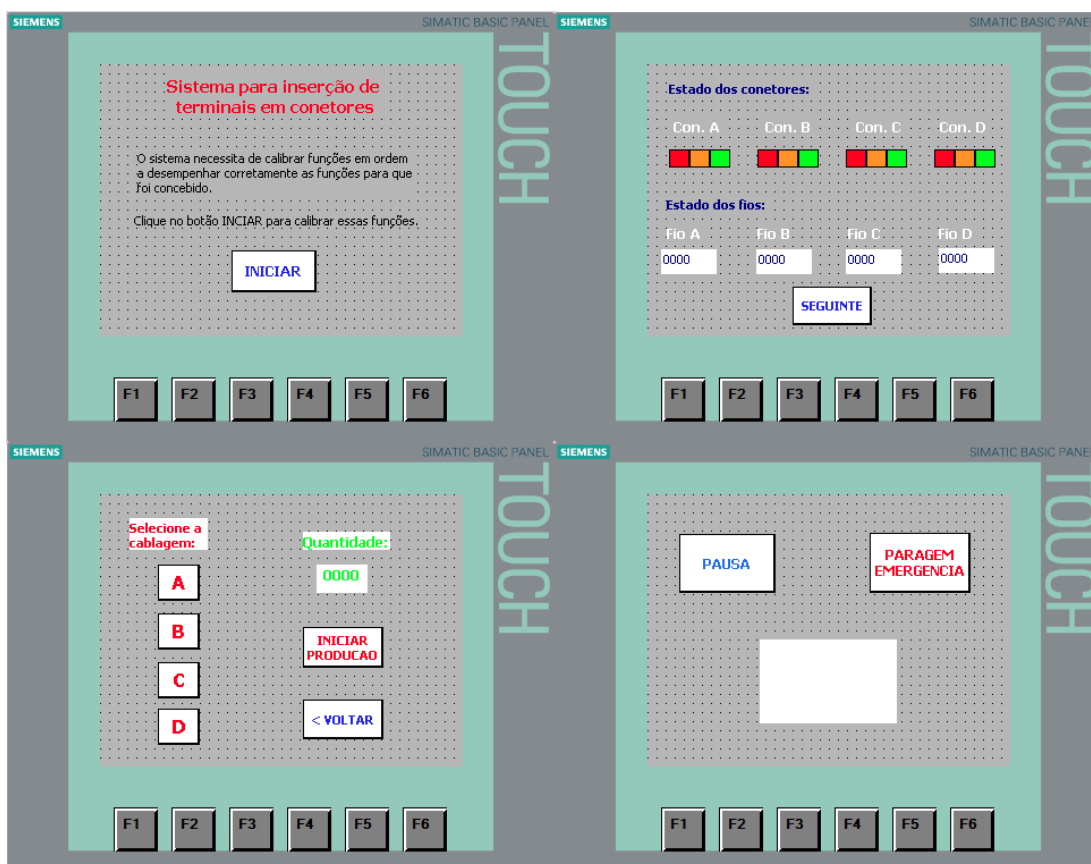 SIEMENS
SIMATIC BASIC PANEL
TOUCH
Sistema para inserção de
terminais em conetores
O sistema necessita de calibrar funções em ordem
a desempenhar corretamente as funções para que
foi concebido.
Clique no botão INCIAR para calibrar essas funções.
INICIAR
F1 F2 F3 F4 F5 F6
SIEMENS
SIMATIC BASIC PANE
TOUCH
Estado dos conetores:
Con. A Con. B Con. C Con. D
Estado dos fios:
Fio A Fio B Fio C Fio D
0000 0000 0000 0000
SEGUINTE
F1 F2 F3 F4 F5 F6
SIEMENS
SIMATIC BASIC PANEL
TOUCH
Selecione a
cablagem:
A
B
C
D
Quantidade:
0000
INICIAR
PRODUCAO
< VOLTAR
F1 F2 F3 F4 F5 F6
SIEMENS
SIMATIC BASIC PANE
TOUCH
PAUSA
PARAGEM
EMERGENCIA
F1 F2 F3 F4 F5 F6